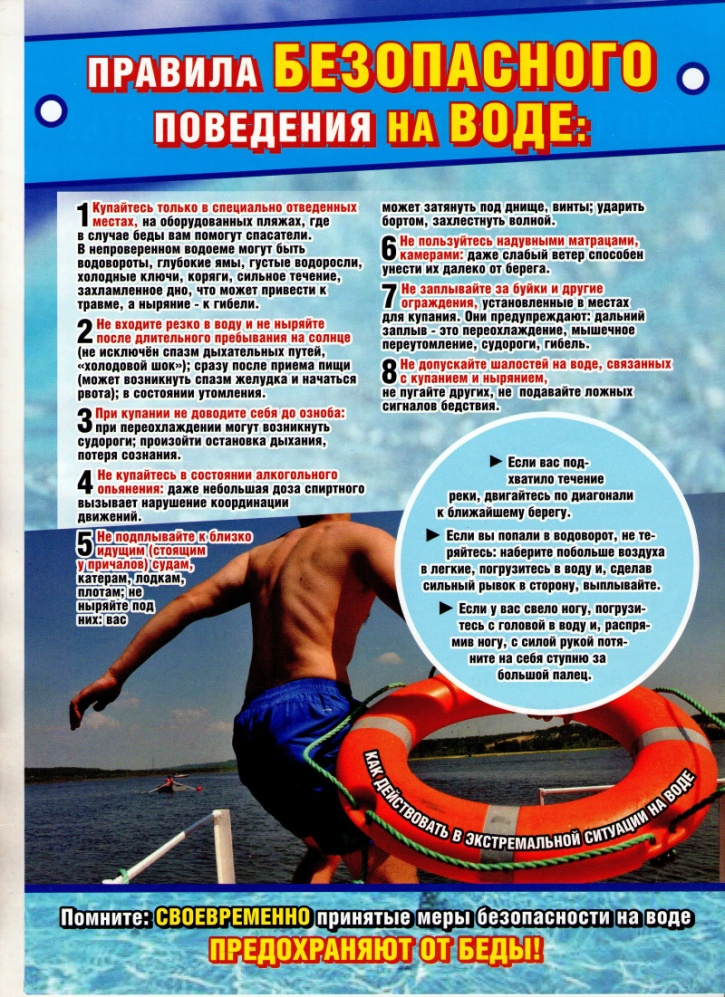 ПРАВИЛА БЕЗОПАСНОГО
ПОВЕДЕНИЯ НА ВОДЕ:
1 Купайтесь только в специально отведенных
местах, на оборудованных пляжах, где
в случае беды вам помогут спасатели.
В непроверенном водоеме могут быть
водовороты, глубокие ямы, густые водоросли,
холодные ключи, коряги, сильное течение,
захламленное дно, что может привести к
травме, а ныряние - к гибели.
2 Не входите резко в воду и не ныряйте
после длительного пребывания на солнце
(не исключён спазм дыхательных путей,
«холодовой шок»); сразу после приема пищи
(может возникнуть спазм желудка и начаться
рвота); в состоянии утомления.
3 При купании не доводите себя до озноба:
при переохлаждении могут возникнуть
судороги; произойти остановка дыхания,
потеря сознания.
4 Не купайтесь в состоянии алкогольного
опьянения: даже небольшая доза спиртного
вызывает нарушение координации
движений.
5 Не подплывайте к близко
идущим (стоящим
у причалов) судам,
катерам, лодкам,
плотам; не
ныряйте под
них: вас
может затянуть под днище, винты; ударить
бортом, захлестнуть волной.
6 Не пользуйтесь надувными матрацами,
камерами: даже слабый ветер способен
унести их далеко от берега.
7 Не заплывайте за буйки и другие
ограждения, установленные в местах
для купания. Они предупреждают: дальний
заплыв - это переохлаждение, мышечное
переутомление, судороги, гибель.
8 Не допускайте шалостей на воде, связанных
с купанием и нырянием,
не пугайте других, не подавайте ложных
сигналов бедствия.
► Если вас под-
хватило течение
реки, двигайтесь по диагонали
к ближайшему берегу.
► Если вы попали в водоворот, не те-
ряйтесь: наберите побольше воздуха
в легкие, погрузитесь в воду и, сделав
сильный рывок в сторону, выплывайте.
► Если у вас свело ногу, погрузи-
тесь с головой в воду и, распря-
мив ногу, с силой рукой потя-
ните на себя ступню за
большой палец.
КАК ДЕЙСТВОВАТЬ В ЭКСТРЕМАЛЬНОЙ СИТУАЦИИ НА ВОДЕ
Помните: СВОЕВРЕМЕННО принятые меры безопасности на воде
ПРЕДОХРАНЯЮТ ОТ БЕДЫ!